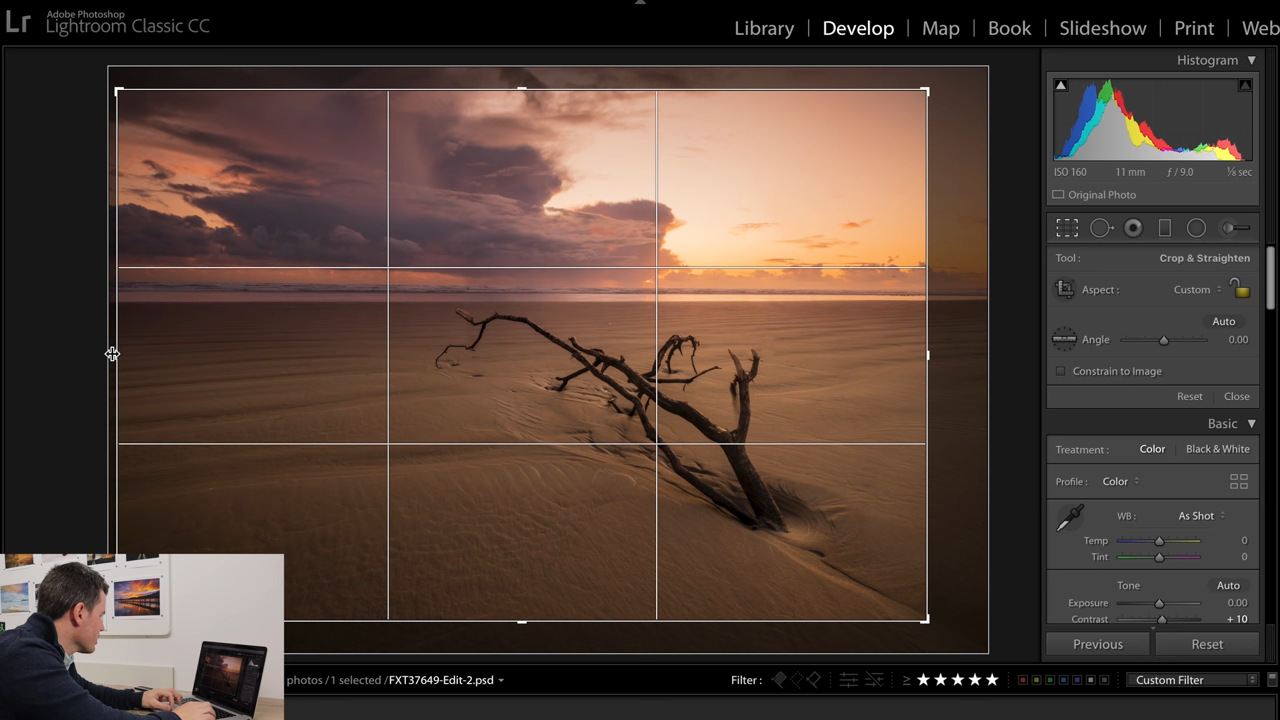 Lr
Adobe Photoshop
Lightroom Classic CC
Library | Develop | Map | Book | Slideshow | Print | Web
Histogram
ISO 160 11 mm ƒ / 9.0 ⅛ sec
Original Photo
Tool : Crop & Straighten
Aspect : Custom
Auto
Angle 0.00
Constrain to Image
Reset Close
Basic
Treatment : Color Black & White
Profile : Color
WB : As Shot
Temp 0
Tint 0
Tone Auto
Exposure 0.00
Contrast + 10
Previous Reset
photos / 1 selected / FXT37649-Edit-2.psd
Filter : ≥ ★★★★★ Custom Filter